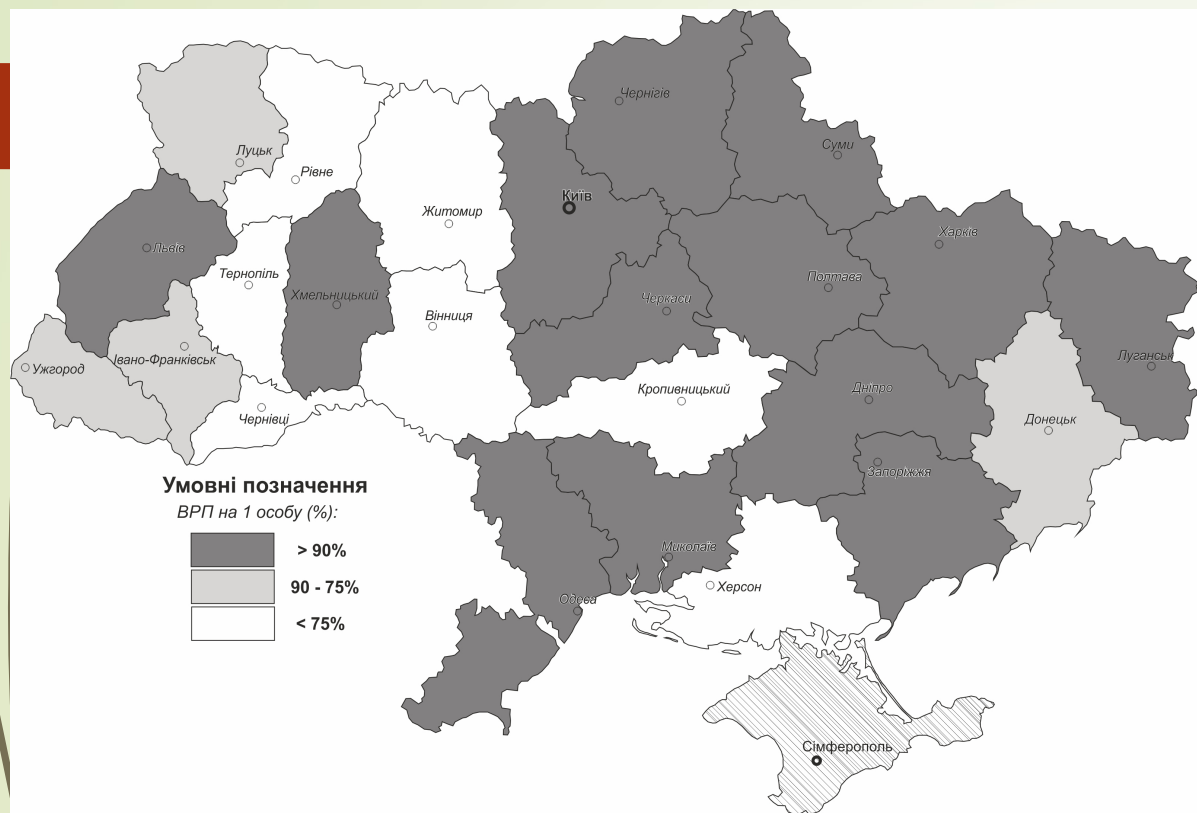 Чернігів
Суми
Луцьк
Рівне
Київ
Житомир
Харків
Львів
Тернопіль
Полтава
Хмельницький
Черкаси
Вінниця
Івано-Франківськ
Луганськ
Ужгород
Кропивницький
Дніпро
Чернівці
Донецьк
Запоріжжя
Умовні позначення
ВРП на 1 особу (%):
> 90%
90 - 75%
< 75%
Миколаїв
Херсон
Одеса
Сімферополь